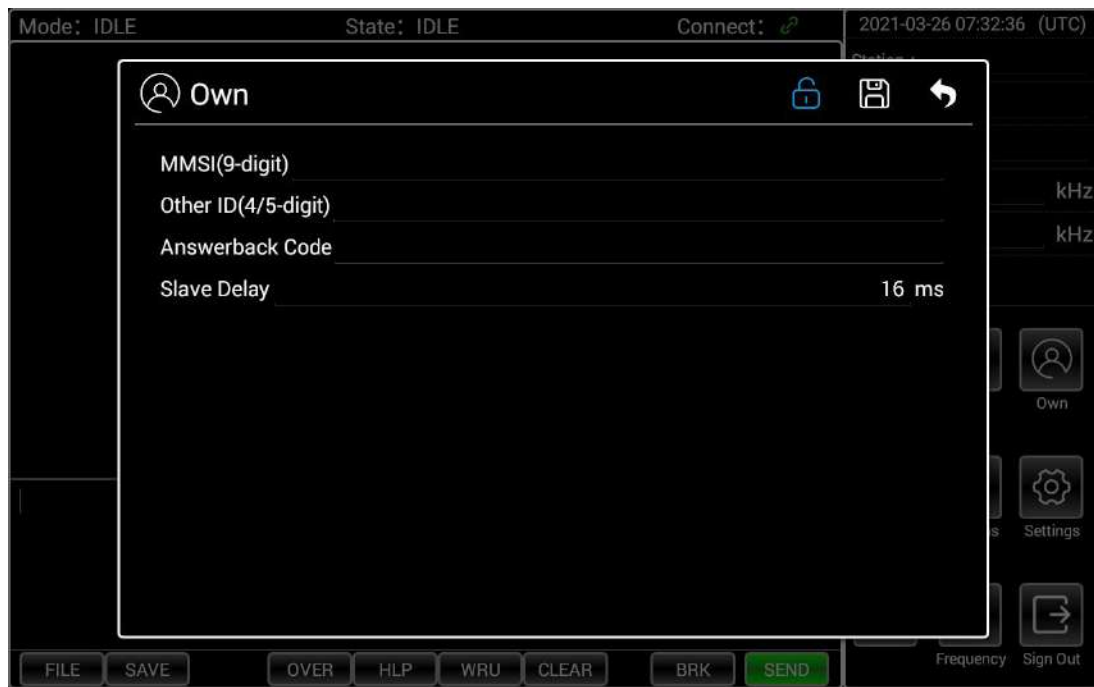 Mode: IDLE State: IDLE Connect: 2021-03-26 07:32:36 (UTC)
Own
MMSI(9-digit)
Other ID(4/5-digit)
Answerback Code
Slave Delay 16 ms
kHz
kHz
Own
Settings
Frequency Sign Out
FILE SAVE OVER HLP WRU CLEAR BRK SEND